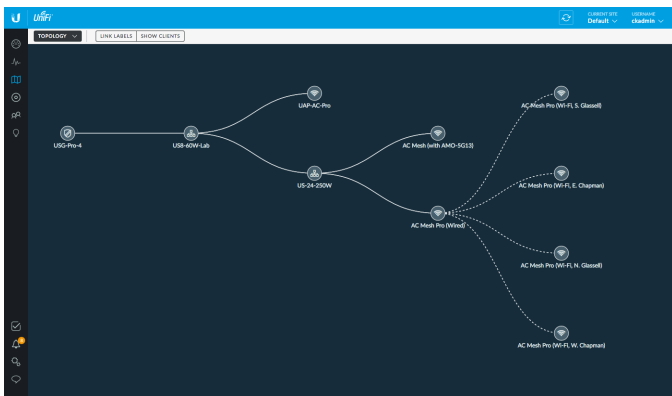 U UniFi CURRENT SITE USERNAME
Default ckadmin
TOPOLOGY LINK LABELS SHOW CLIENTS
UAP-AC-Pro
AC Mesh Pro (Wi-Fi, S. Glassell)
USG-Pro-4
US8-60W-Lab
AC Mesh (with AMO-5G13)
US-24-250W
AC Mesh Pro (Wi-Fi, E. Chapman)
AC Mesh Pro (Wired)
AC Mesh Pro (Wi-Fi, N. Glassell)
AC Mesh Pro (Wi-Fi, W. Chapman)